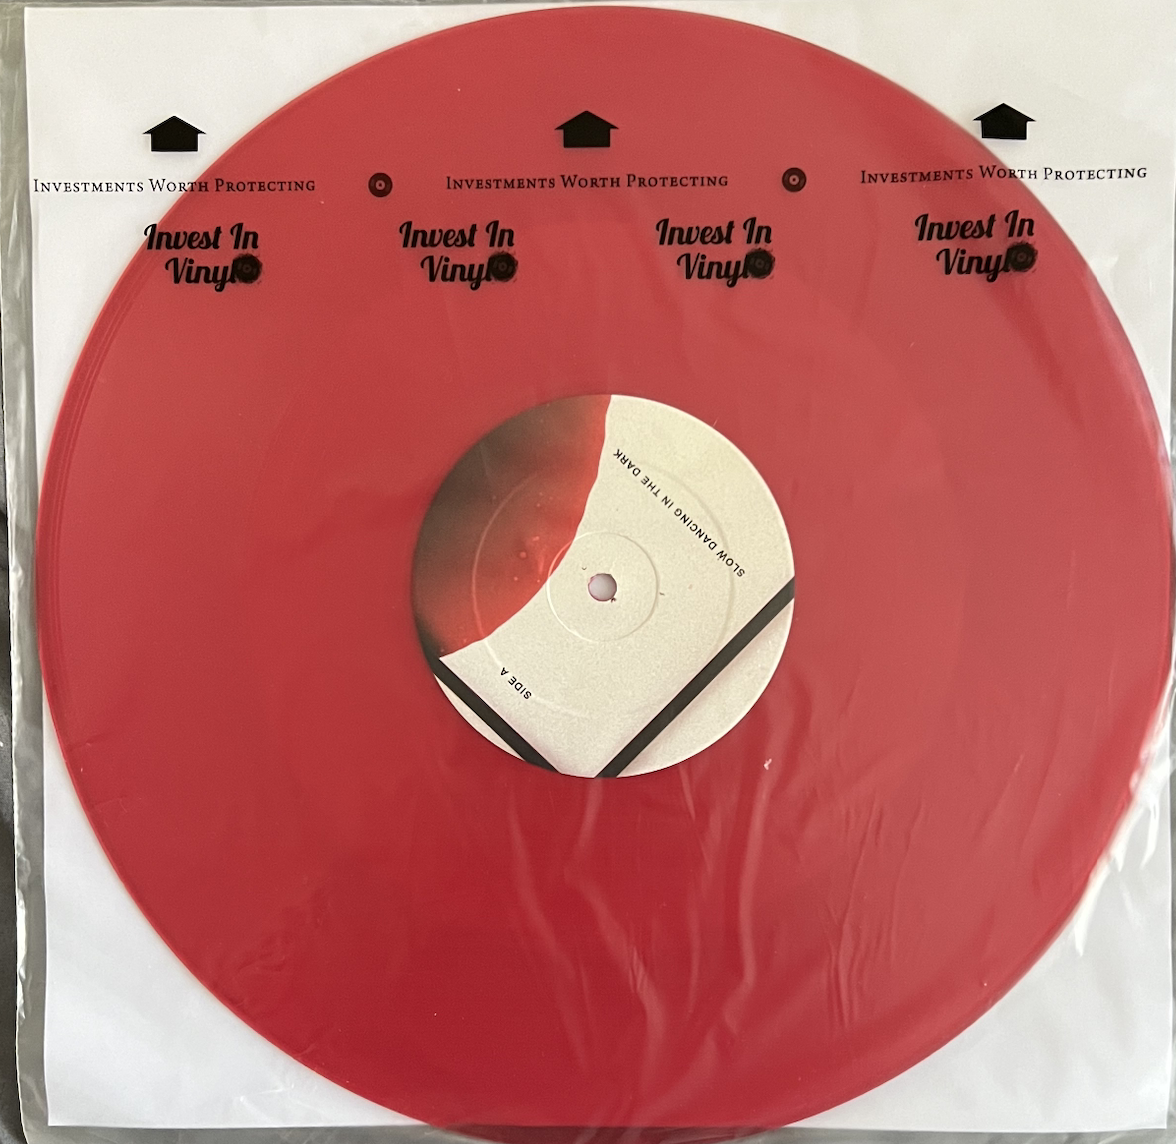 Investments Worth Protecting
Investments Worth Protecting
Investments Worth Protecting
Invest In
Vinyl
Invest In
Vinyl
Invest In
Vinyl
Invest In
Vinyl
SLOW DANCING IN THE DARK
SIDE A